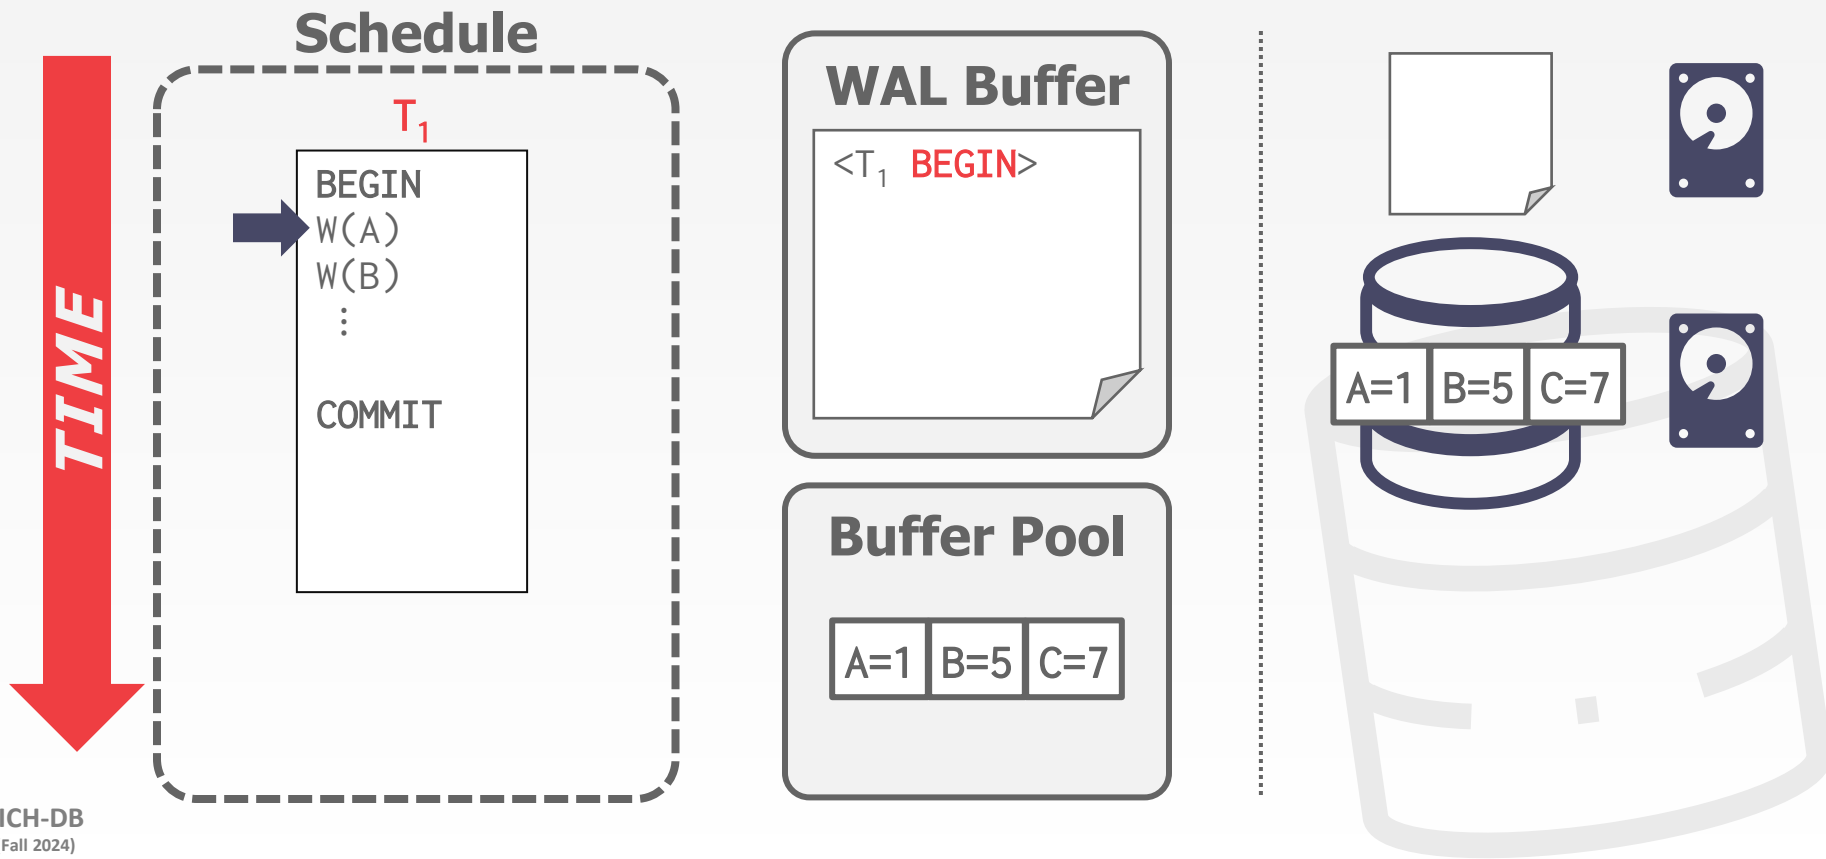 Schedule
TIME
T1
BEGIN
W(A)
W(B)
⋮
COMMIT
WAL Buffer
<T1 BEGIN>
Buffer Pool
A=1 B=5 C=7
A=1 B=5 C=7
ICH-DB
Fall 2024)